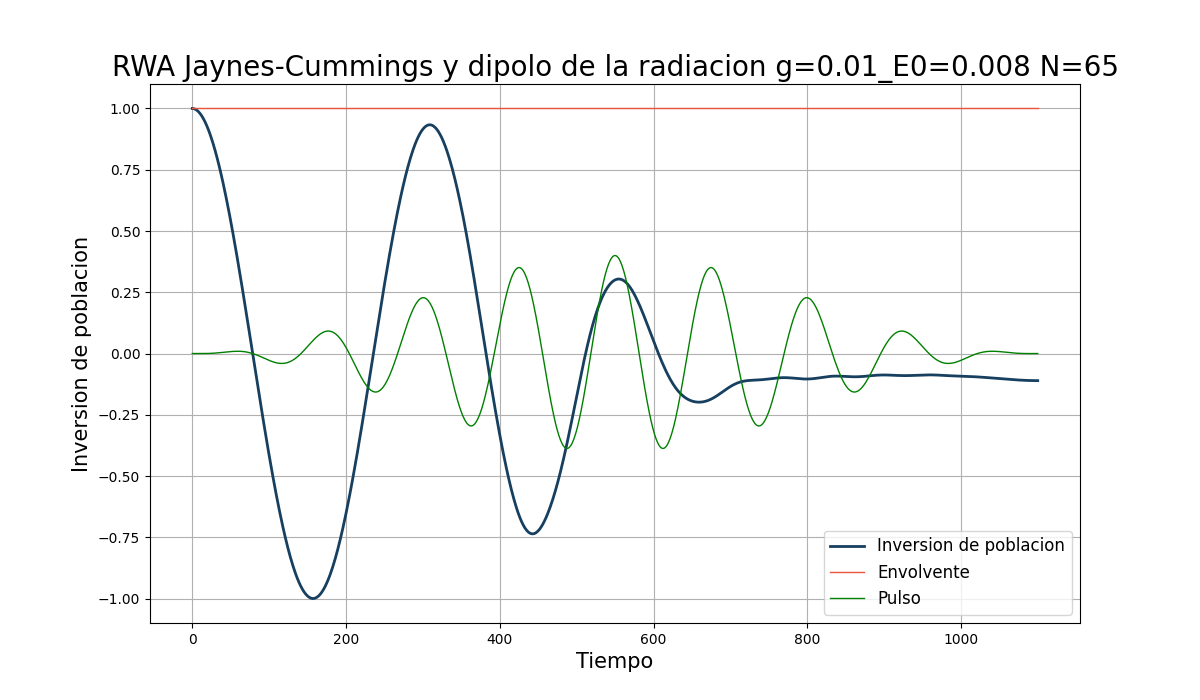 RWA Jaynes-Cummings y dipolo de la radiacion g=0.01_E0=0.008 N=65
Inversion de poblacion
1.00
0.75
0.50
0.25
0.00
−0.25
−0.50
−0.75
−1.00
Inversion de poblacion
Envolvente
Pulso
0 200 400 600 800 1000
Tiempo